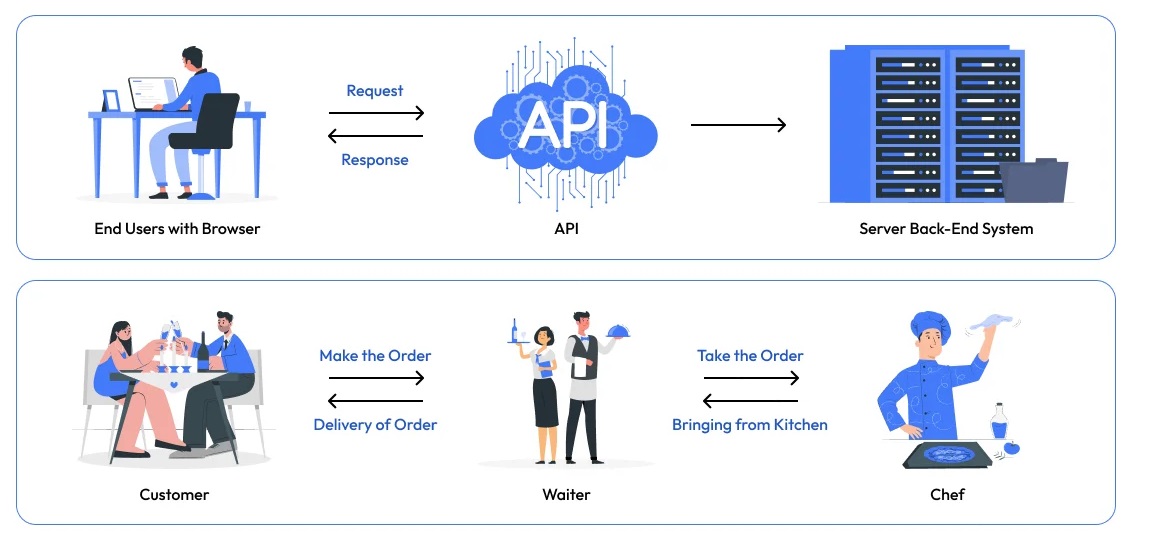 Request
API
Response
End Users with Browser
API
Server Back-End System
Make the Order
Take the Order
Delivery of Order
Bringing from Kitchen
Customer
Waiter
Chef